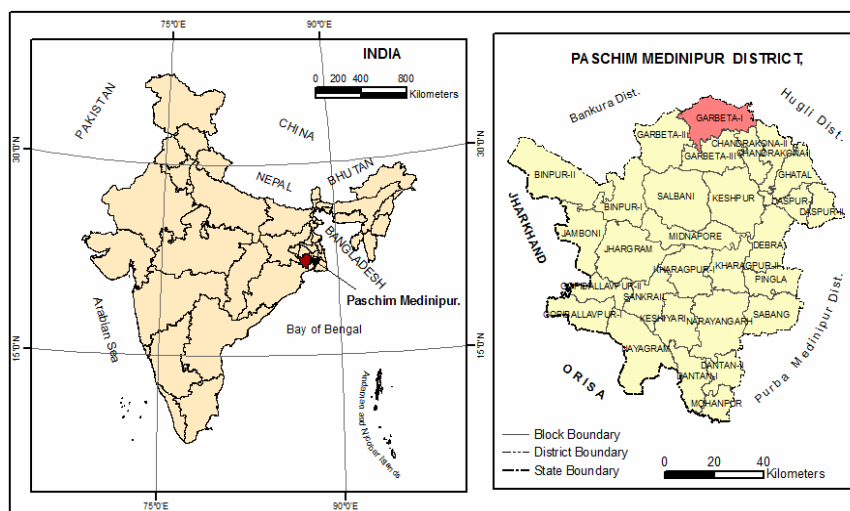 75°0'E
90°0'E
INDIA
0 200 400 800
Kilometers
PAKISTAN
CHINA
30°0'N
30°0'N
NEPAL
BHUTAN
BANGLADESH
Paschim Medinipur.
Arabian Sea
Bay of Bengal
15°0'N
15°0'N
Andaman and Nicobar Islands
75°0'E
90°0'E
PASCHIM MEDINIPUR DISTRICT,
Bankura Dist.
Hugli Dist.
GARBETA-I
GARBETA-II
CHANDRAKONA-II
CHANDRAKONA-I
GARBETA-III
GHATAL
BINPUR-II
SALBANI
KESHPUR
DASPUR-I
BINPUR-I
DASPUR-II
JHARKHAND
JAMBONI
MIDNAPORE
JHARGRAM
DEBRA
KHARAGPUR-I
KHARAGPUR-II
PINGLA
GOPIBALLAVPUR-II
SANKRAIL
GOPIBALLAVPUR-I
KESHIYARI
NARAYANGARH
SABANG
NAYAGRAM
DANTAN-II
DANTAN-I
MOHANPUR
ORISA
Purba Medinipur Dist.
Block Boundary
District Boundary
State Boundary
0 20 40
Kilometers